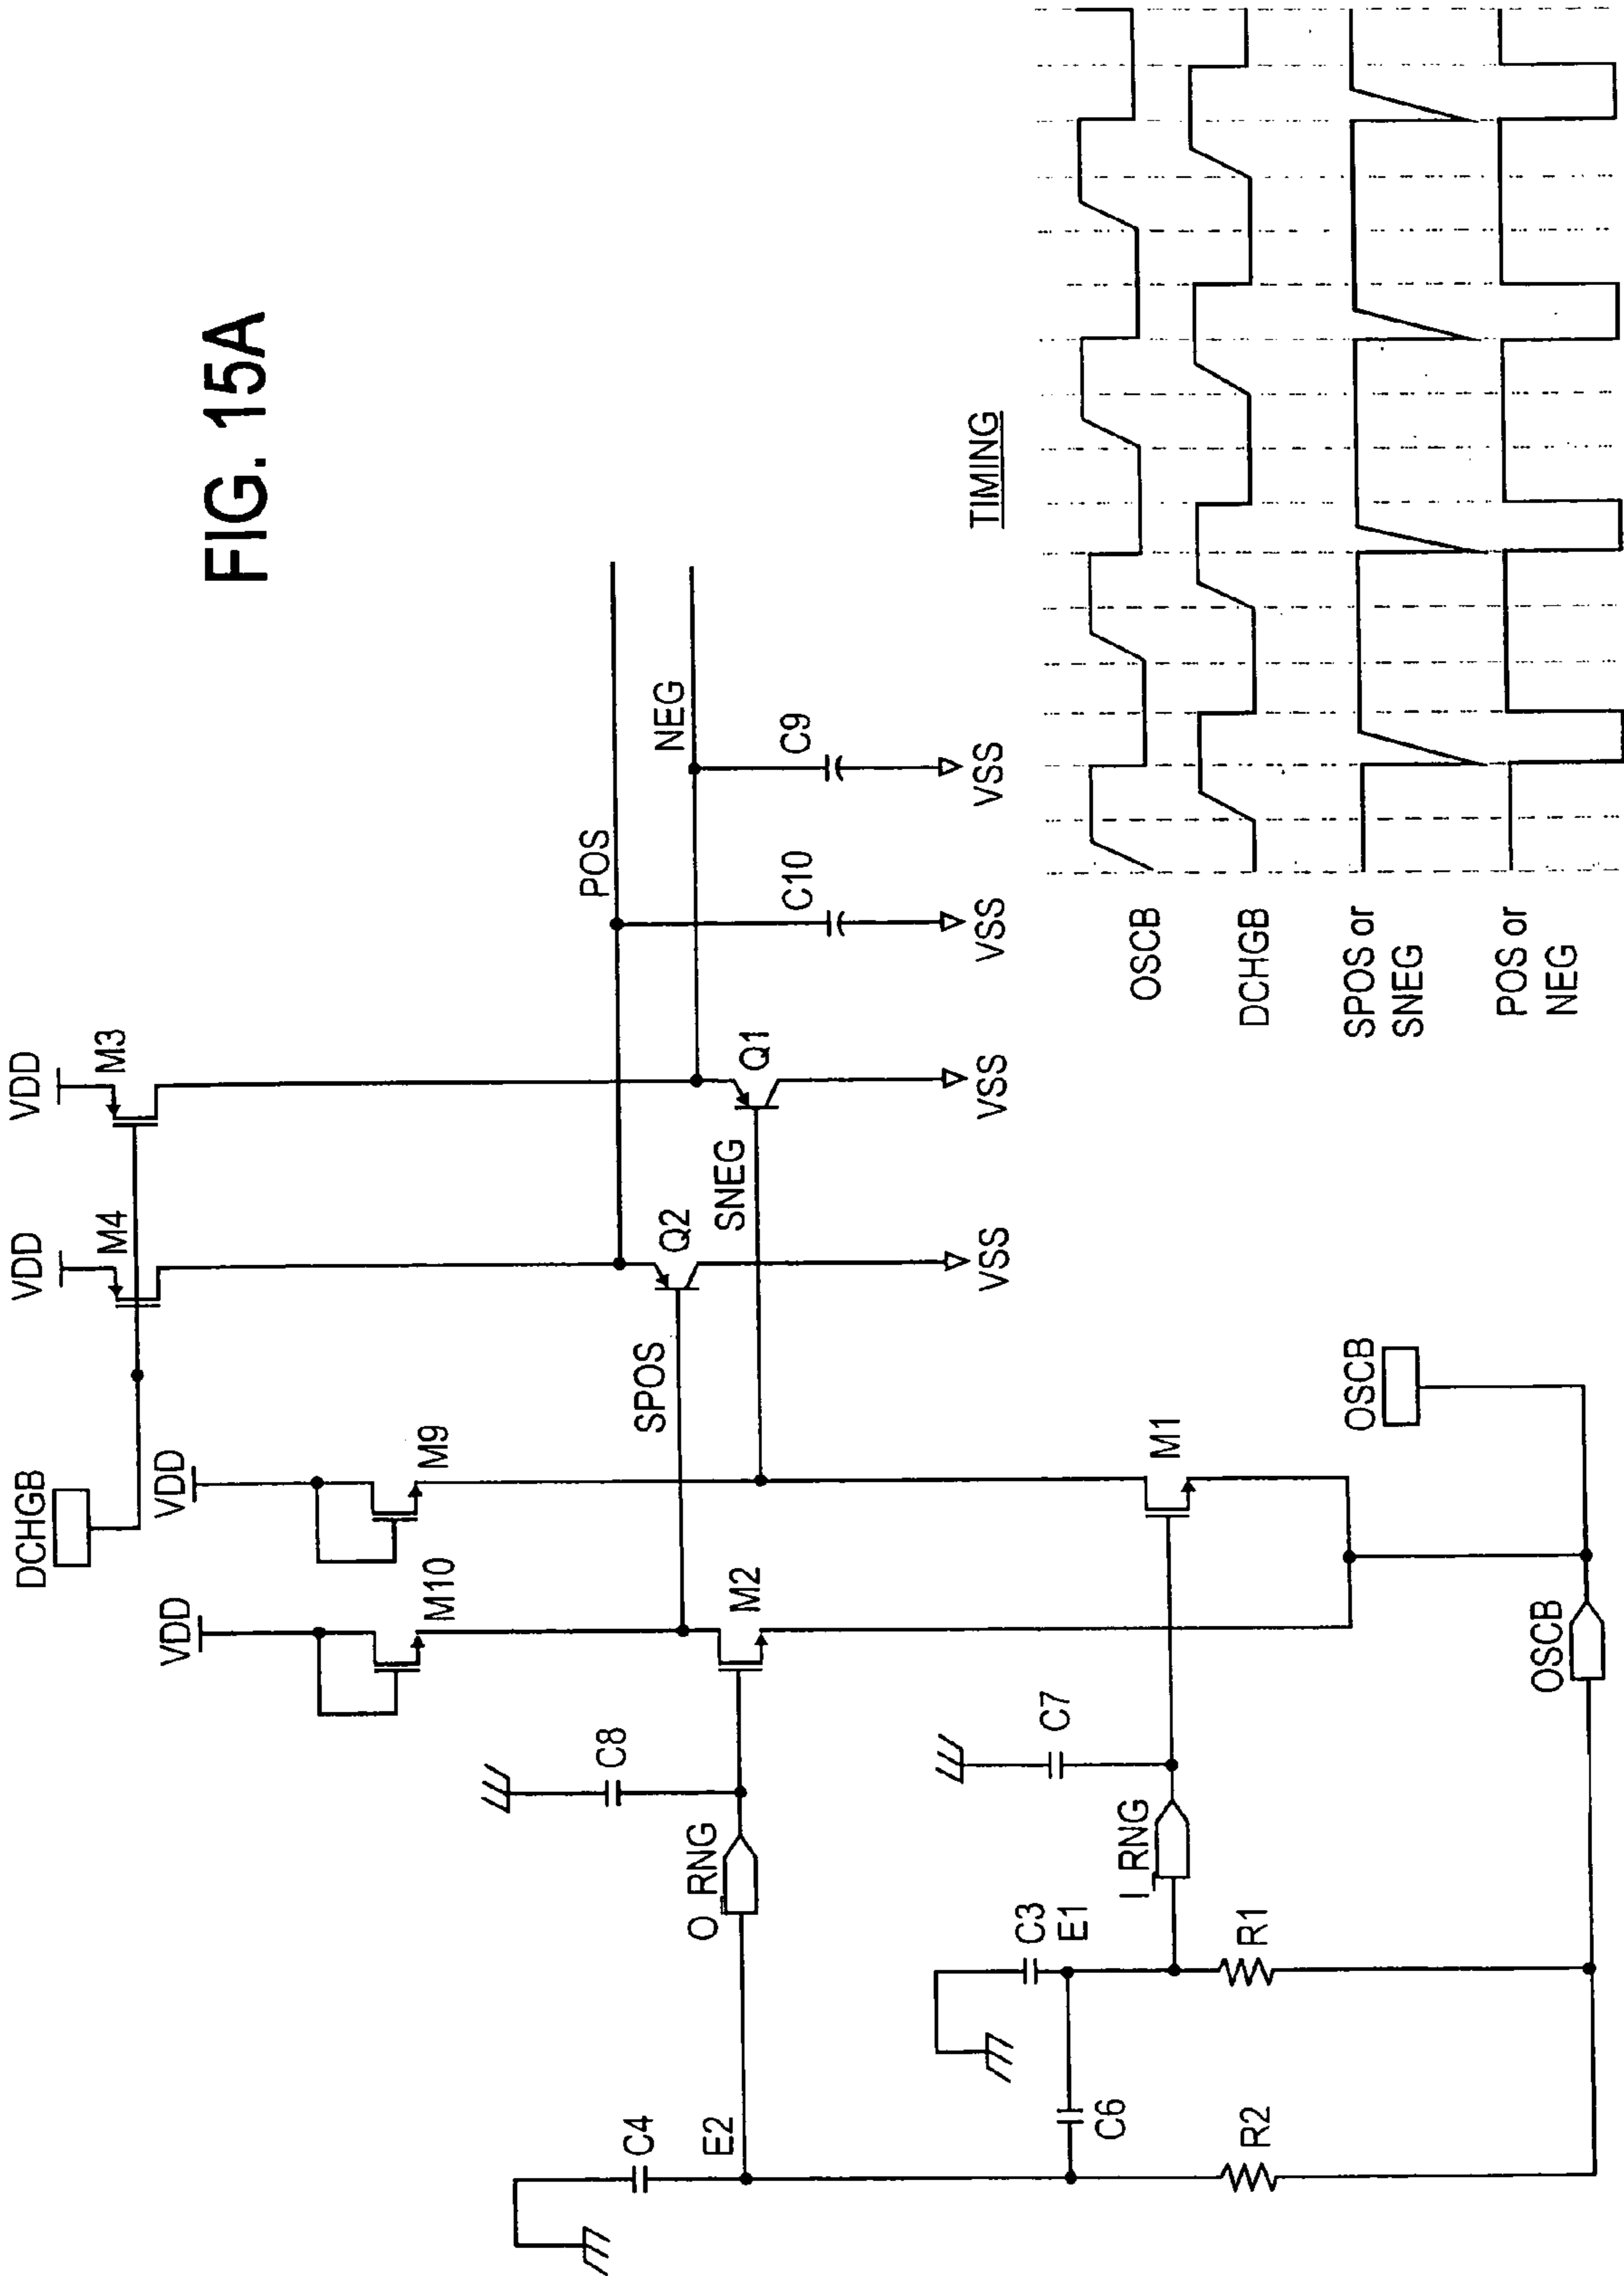 FIG. 15A
DCHGB
VDD
VDD
M4
M3
VDD
VDD
M10
M9
POS
NEG
SPOS
Q2
SNEG
Q1
C10
C9
VSS
VSS
VSS
VSS
C4
E2
O_RNG
C8
M2
C6
C3
E1
I_RNG
C7
M1
R2
R1
OSCB
OSCB
TIMING
OSCB
DCHGB
SPOS or
SNEG
POS or
NEG